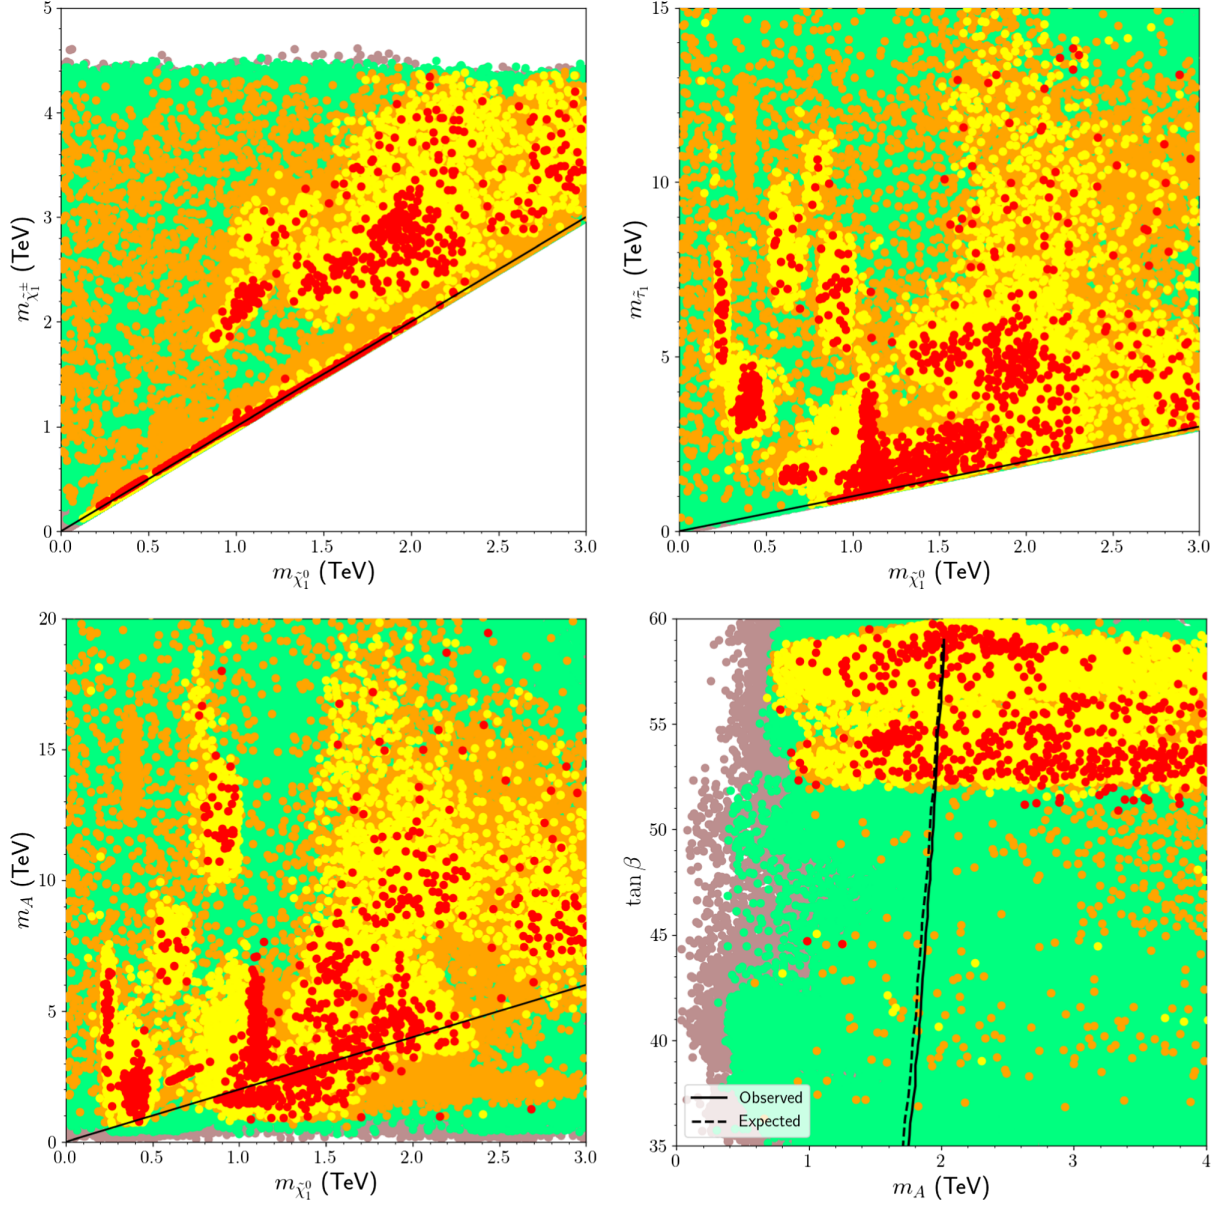 5
4
3
2
1
0
m_{\tilde{\chi}_1^{\pm}} (TeV)
0.0 0.5 1.0 1.5 2.0 2.5 3.0
m_{\tilde{\chi}_1^0} (TeV)
15
10
5
0
m_{\tilde{\tau}_1} (TeV)
0.0 0.5 1.0 1.5 2.0 2.5 3.0
m_{\tilde{\chi}_1^0} (TeV)
20
15
10
5
0
m_A (TeV)
0.0 0.5 1.0 1.5 2.0 2.5 3.0
m_{\tilde{\chi}_1^0} (TeV)
60
55
50
45
40
35
tan β
Observed
Expected
0 1 2 3 4
m_A (TeV)